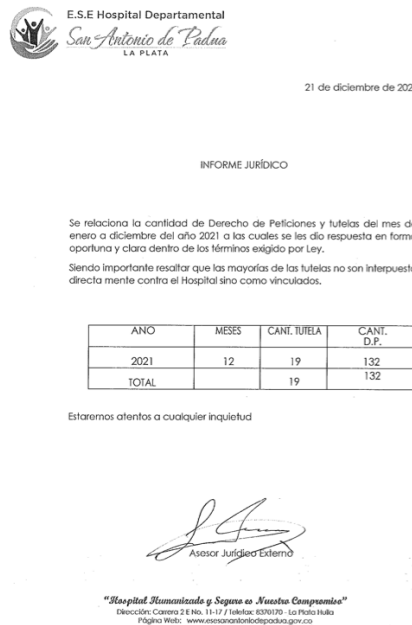 E.S.E Hospital Departamental
San Antonio de Padua
LA PLATA
21 de diciembre de 202
INFORME JURÍDICO
Se relaciona la cantidad de Derecho de Peticiones y tutelas del mes d
enero a diciembre del año 2021 a las cuales se les dio respuesta en form
oportuna y clara dentro de los términos exigido por Ley.
Siendo importante resaltar que las mayorías de las tutelas no son interpuest
directa mente contra el Hospital sino como vinculados.
ANO MESES CANT. TUTELA CANT. D.P.
2021 12 19 132
TOTAL 19 132
Estaremos atentos a cualquier inquietud
Asesor Jurídico Externo
"Hospital Humanizado y Seguro es Nuestro Compromiso"
Dirección: Carrera 2 E No. 11-17 / Telefax: 8370170 - La Plata Huila
Página Web: www.esesanantoniodepadua.gov.co